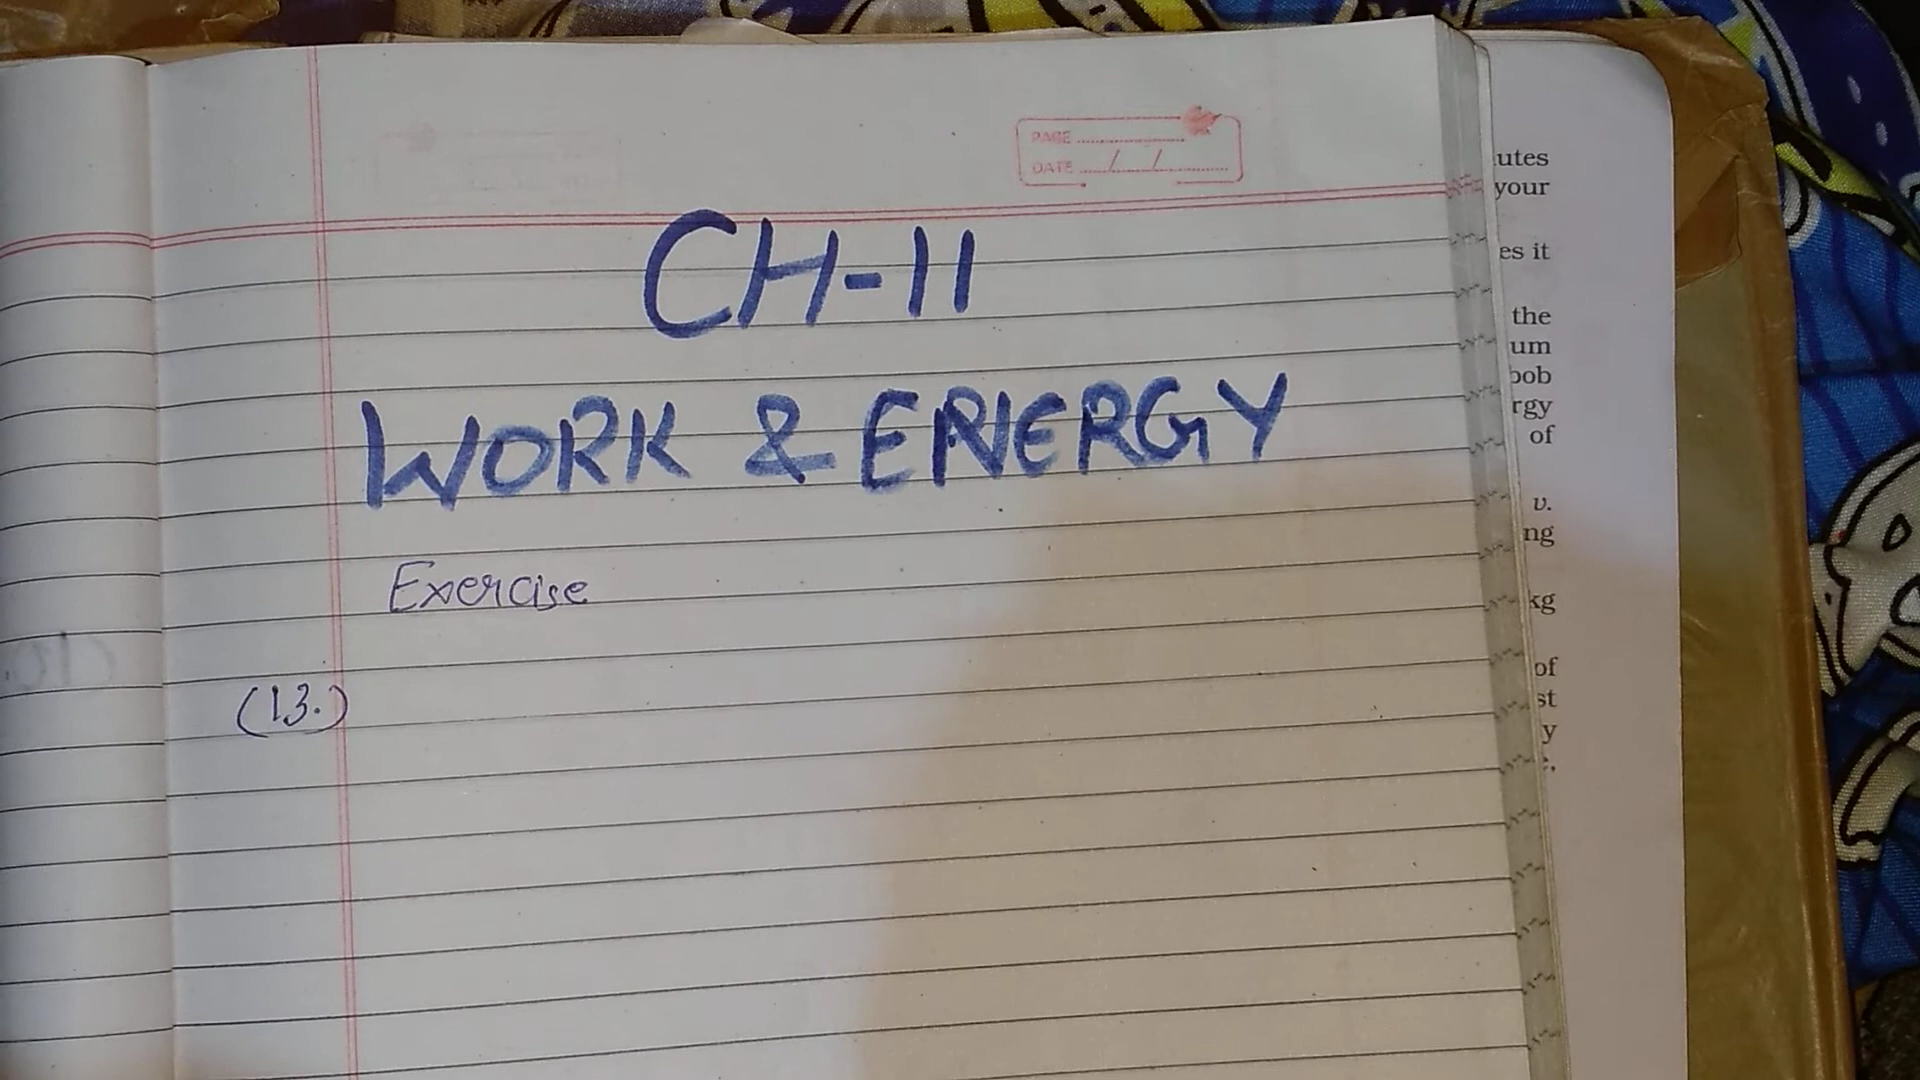 PAGE
DATE / /
CH-11
WORK & ENERGY
Exercise
(13.)
utes
your
es it
the
um
bob
rgy
of
v.
ng
kg
of
st
y